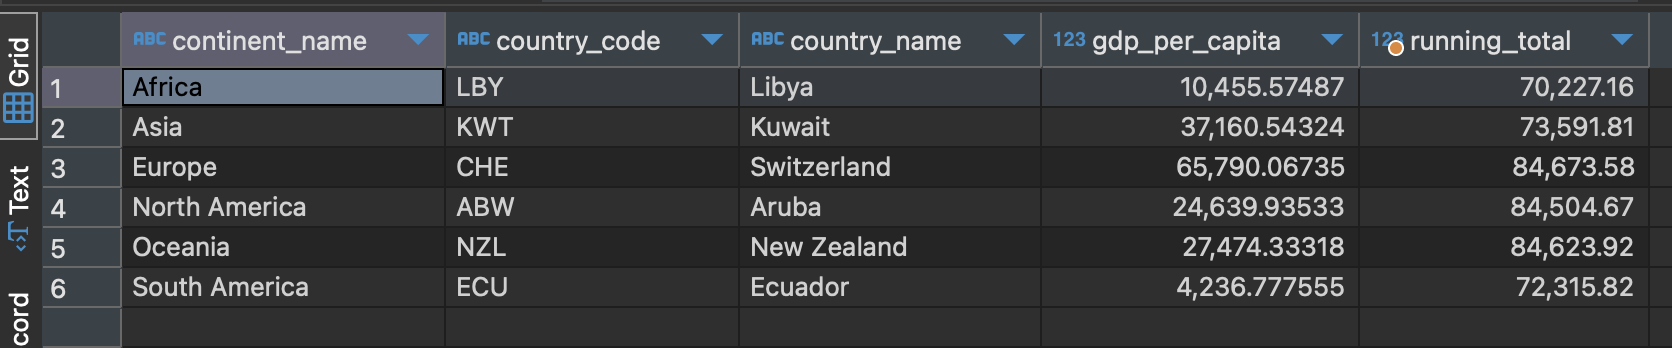 Grid
Text
cord
ABC continent_name ABC country_code ABC country_name 123 gdp_per_capita 123 running_total
1 Africa LBY Libya 10,455.57487 70,227.16
2 Asia KWT Kuwait 37,160.54324 73,591.81
3 Europe CHE Switzerland 65,790.06735 84,673.58
4 North America ABW Aruba 24,639.93533 84,504.67
5 Oceania NZL New Zealand 27,474.33318 84,623.92
6 South America ECU Ecuador 4,236.777555 72,315.82